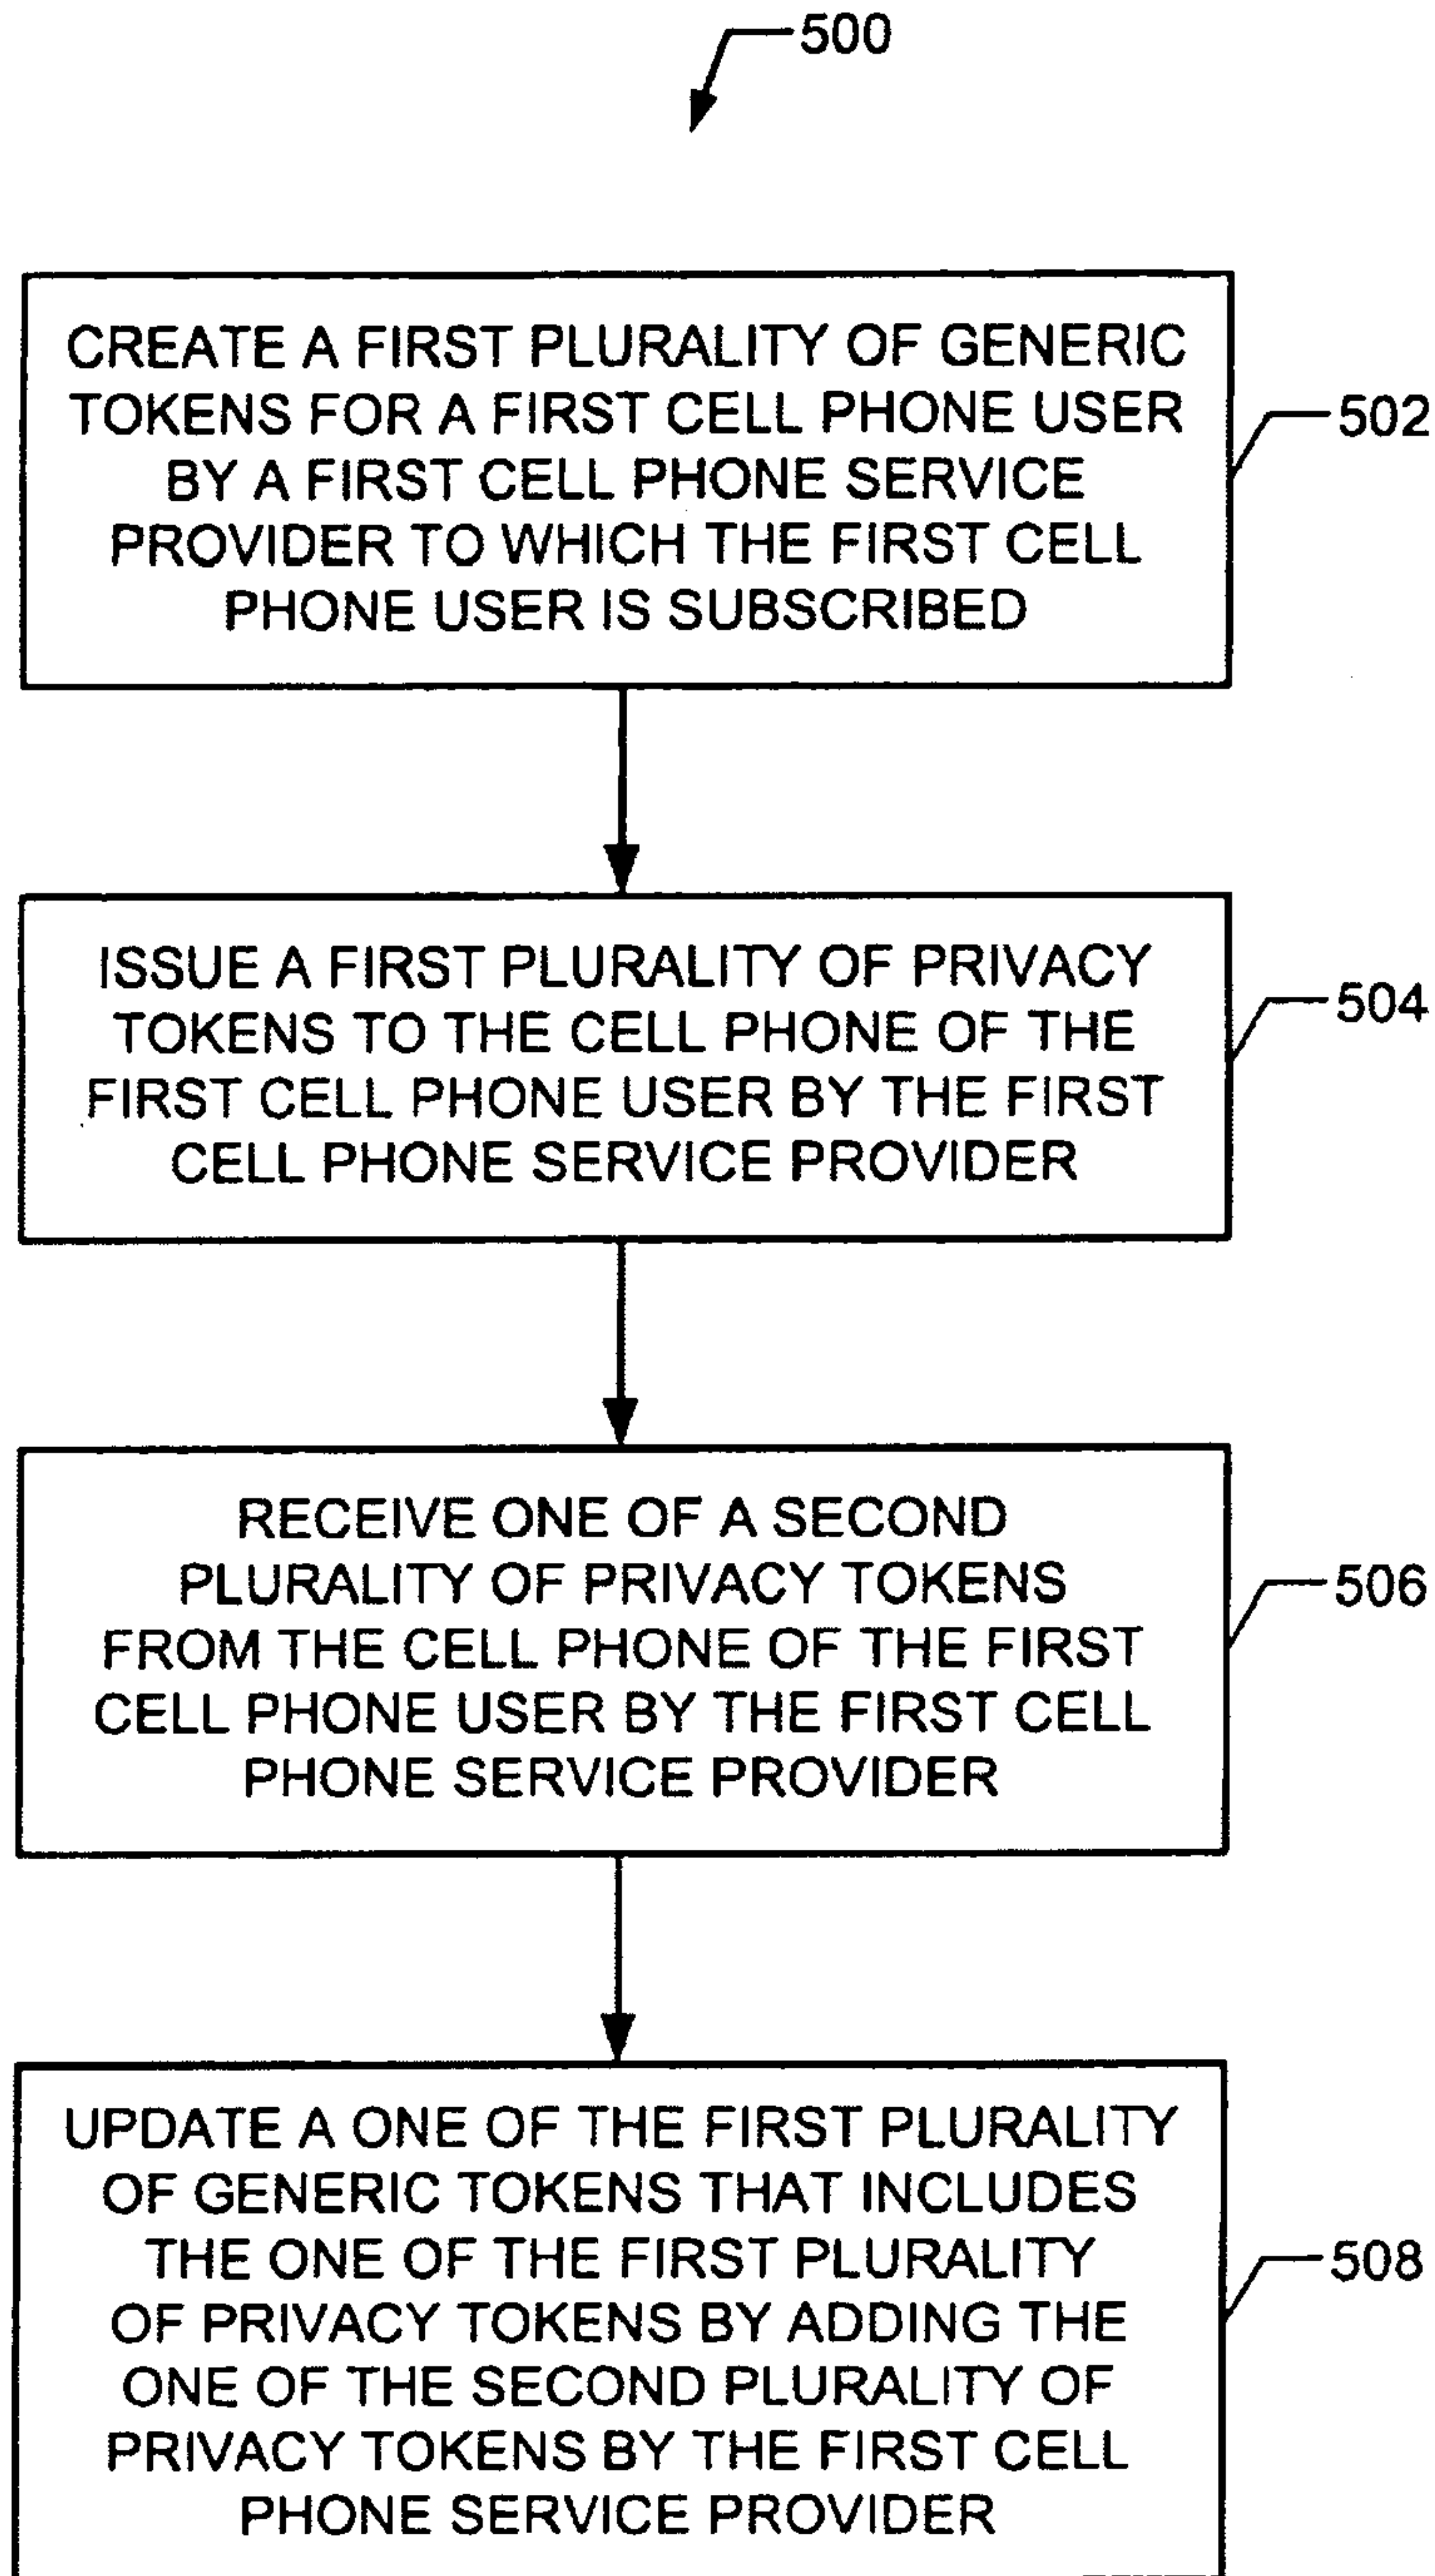 500
CREATE A FIRST PLURALITY OF GENERIC
TOKENS FOR A FIRST CELL PHONE USER
BY A FIRST CELL PHONE SERVICE
PROVIDER TO WHICH THE FIRST CELL
PHONE USER IS SUBSCRIBED
502
ISSUE A FIRST PLURALITY OF PRIVACY
TOKENS TO THE CELL PHONE OF THE
FIRST CELL PHONE USER BY THE FIRST
CELL PHONE SERVICE PROVIDER
504
RECEIVE ONE OF A SECOND
PLURALITY OF PRIVACY TOKENS
FROM THE CELL PHONE OF THE FIRST
CELL PHONE USER BY THE FIRST CELL
PHONE SERVICE PROVIDER
506
UPDATE A ONE OF THE FIRST PLURALITY
OF GENERIC TOKENS THAT INCLUDES
THE ONE OF THE FIRST PLURALITY
OF PRIVACY TOKENS BY ADDING THE
ONE OF THE SECOND PLURALITY OF
PRIVACY TOKENS BY THE FIRST CELL
PHONE SERVICE PROVIDER
508